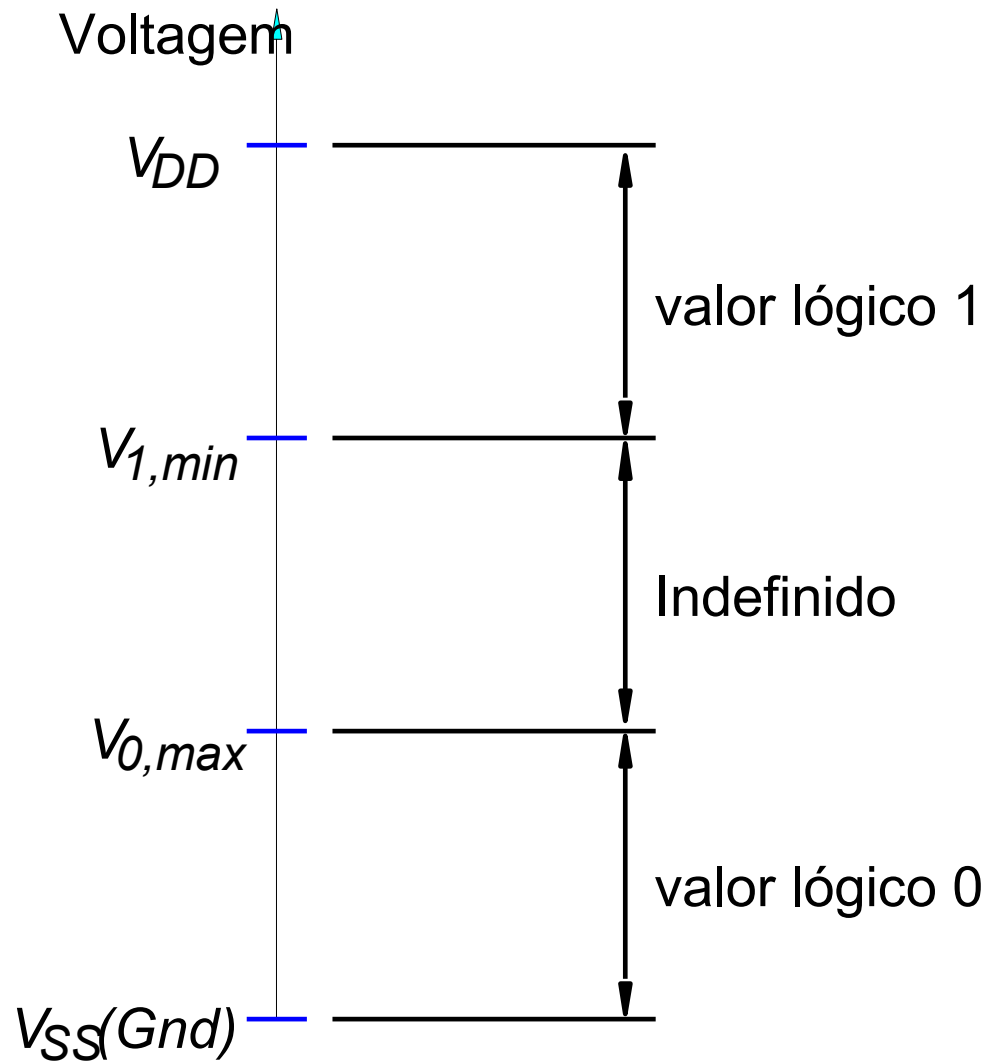 Voltagem
VDD
valor lógico 1
V1,min
Indefinido
V0,max
valor lógico 0
VSS(Gnd)